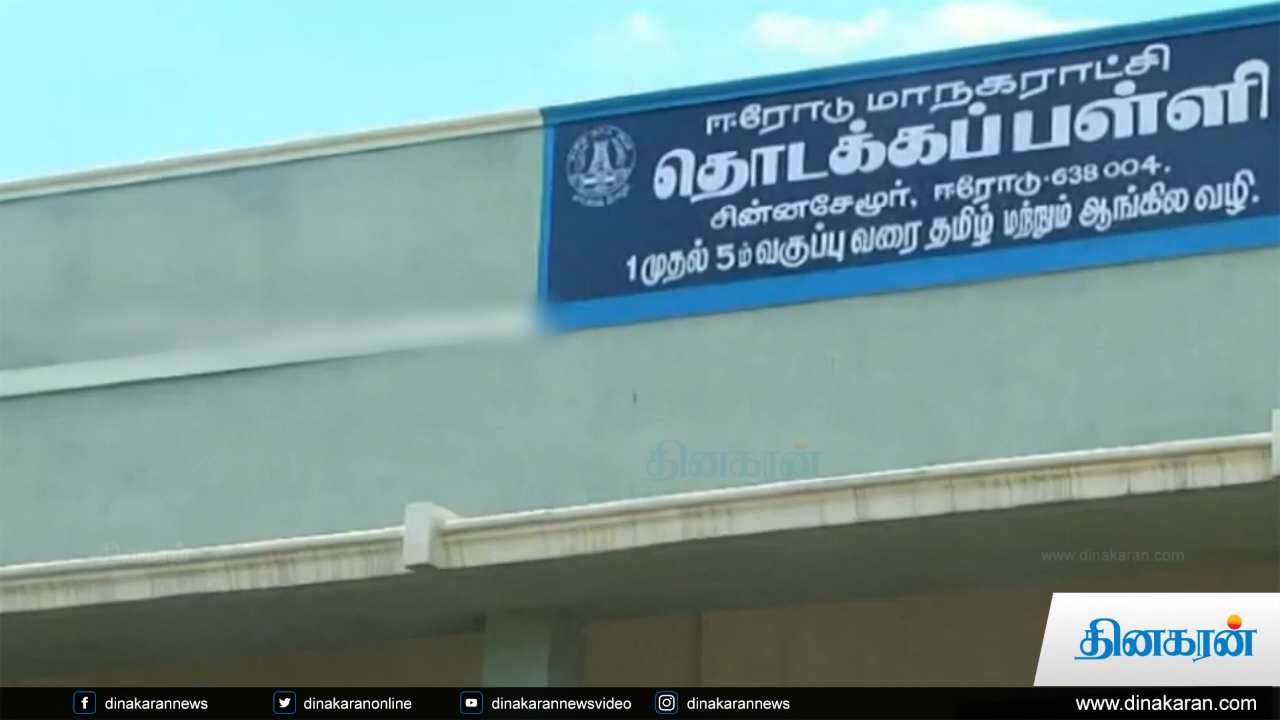 ஈரோடு மாநகராட்சி
தொடக்கப் பள்ளி
சின்னசேமூர், ஈரோடு-638 004.
1 முதல் 5ம் வகுப்பு வரை தமிழ் மற்றும் ஆங்கில வழி.
தினகரன்
www.dinakaran.com
தினகரன்
dinakarannews
dinakaranonline
dinakarannewsvideo
dinakarannews
www.dinakaran.com